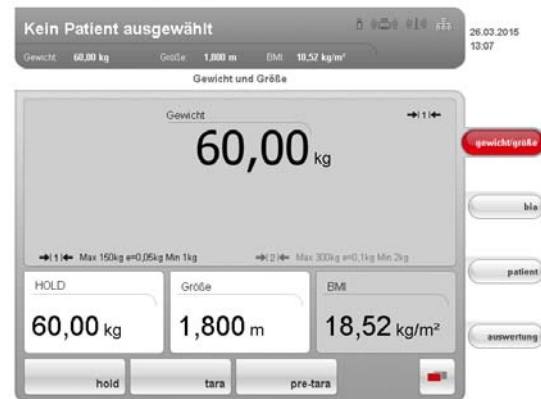 Kein Patient ausgewählt
Gewicht: 60,00 kg Größe: 1,800 m BMI: 18,52 kg/m²
26.03.2015
13:07
Gewicht und Größe
Gewicht
→|1|←
60,00 kg
→|1|← Max 150kg e=0,05kg Min 1kg →|2|← Max 300kg e=0,1kg Min 2kg
HOLD
60,00 kg
Größe
1,800 m
BMI
18,52 kg/m²
hold tara pre-tara
gewicht/größe
bia
patient
auswertung